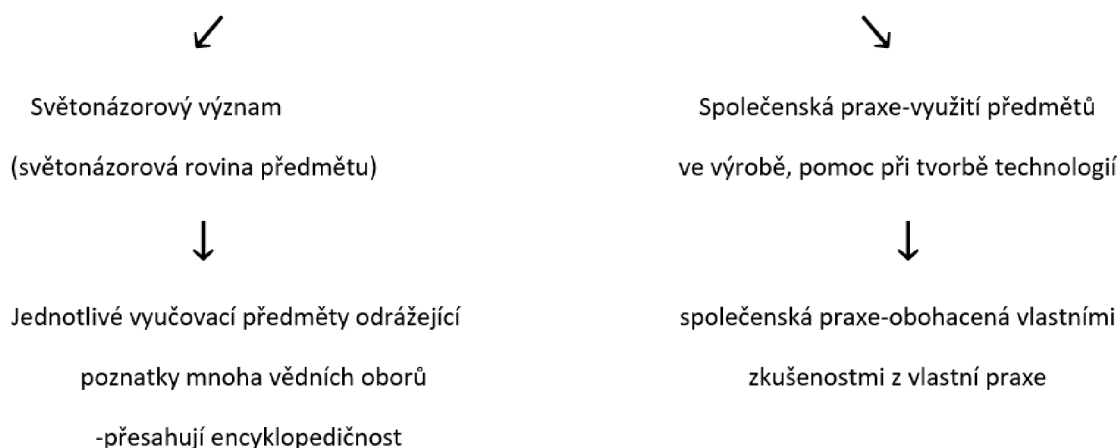 Světonázorový význam
(světonázorová rovina předmětu)
Jednotlivé vyučovací předměty odrážející
poznatky mnoha vědních oborů
-přesahují encyklopedičnost
Společenská praxe-využití předmětů
ve výrobě, pomoc při tvorbě technologií
společenská praxe-obohacená vlastními
zkušenostmi z vlastní praxe